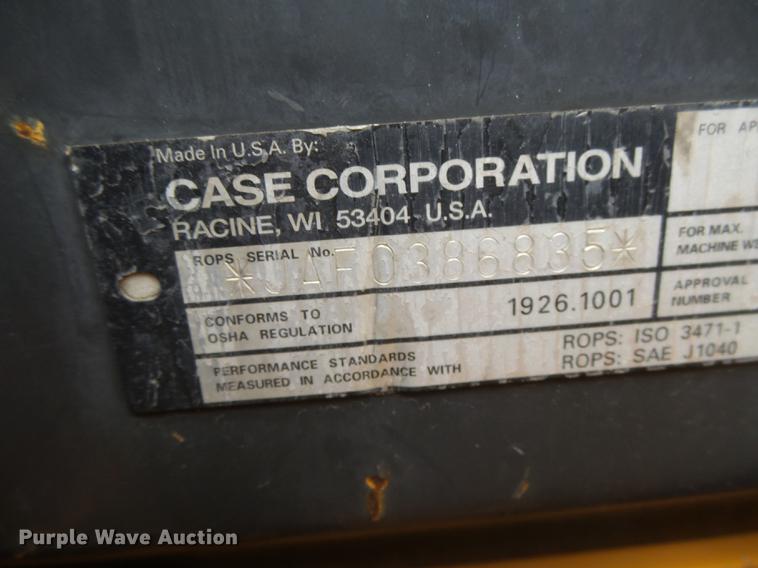 Made In U.S.A. By:
CASE CORPORATION
RACINE, WI 53404 U.S.A.
ROPS SERIAL No.
*JAF0386835*
CONFORMS TO
OSHA REGULATION
1926.1001
PERFORMANCE STANDARDS
MEASURED IN ACCORDANCE WITH
ROPS: ISO 3471-1
ROPS: SAE J1040
FOR
FOR MAX.
MACHINE
APPROVAL
NUMBER
Purple Wave Auction